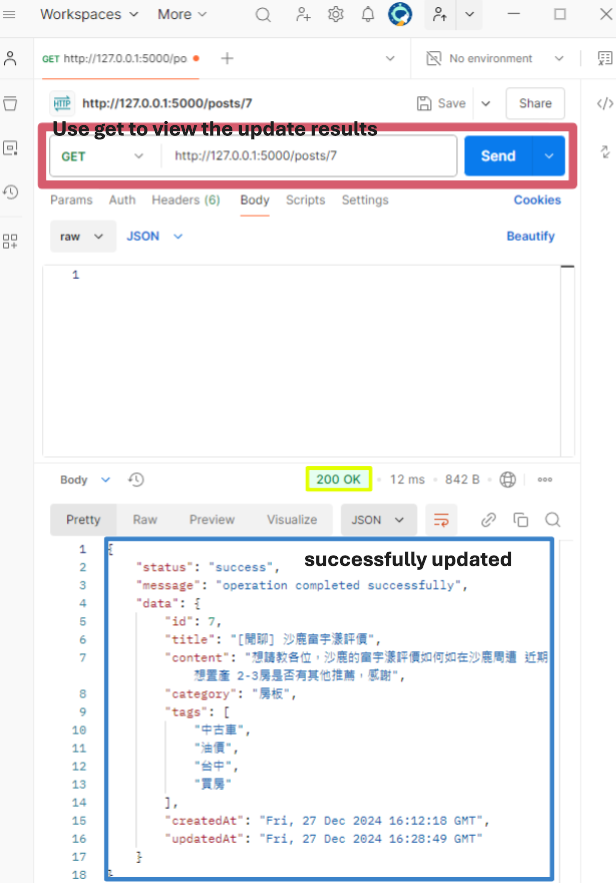 Workspaces More
GET http://127.0.0.1:5000/po No environment
HTTP http://127.0.0.1:5000/posts/7 Save Share
Use get to view the update results
GET http://127.0.0.1:5000/posts/7 Send
Params Auth Headers (6) Body Scripts Settings Cookies
raw JSON Beautify
1
Body 200 OK 12 ms 842 B
Pretty Raw Preview Visualize JSON
successfully updated
1 {
2 "status": "success",
3 "message": "operation completed successfully",
4 "data": {
5 "id": 7,
6 "title": "[閒聊] 沙鹿富宇漾評價",
7 "content": "想請教各位，沙鹿的富宇漾評價如何如在沙鹿周邊 近期
想置產 2-3房是否有其他推薦，感謝",
8 "category": "房板",
9 "tags": [
10 "中古車",
11 "油價",
12 "台中",
13 "買房"
14 ],
15 "createdAt": "Fri, 27 Dec 2024 16:12:18 GMT",
16 "updatedAt": "Fri, 27 Dec 2024 16:28:49 GMT"
17 }
18 }